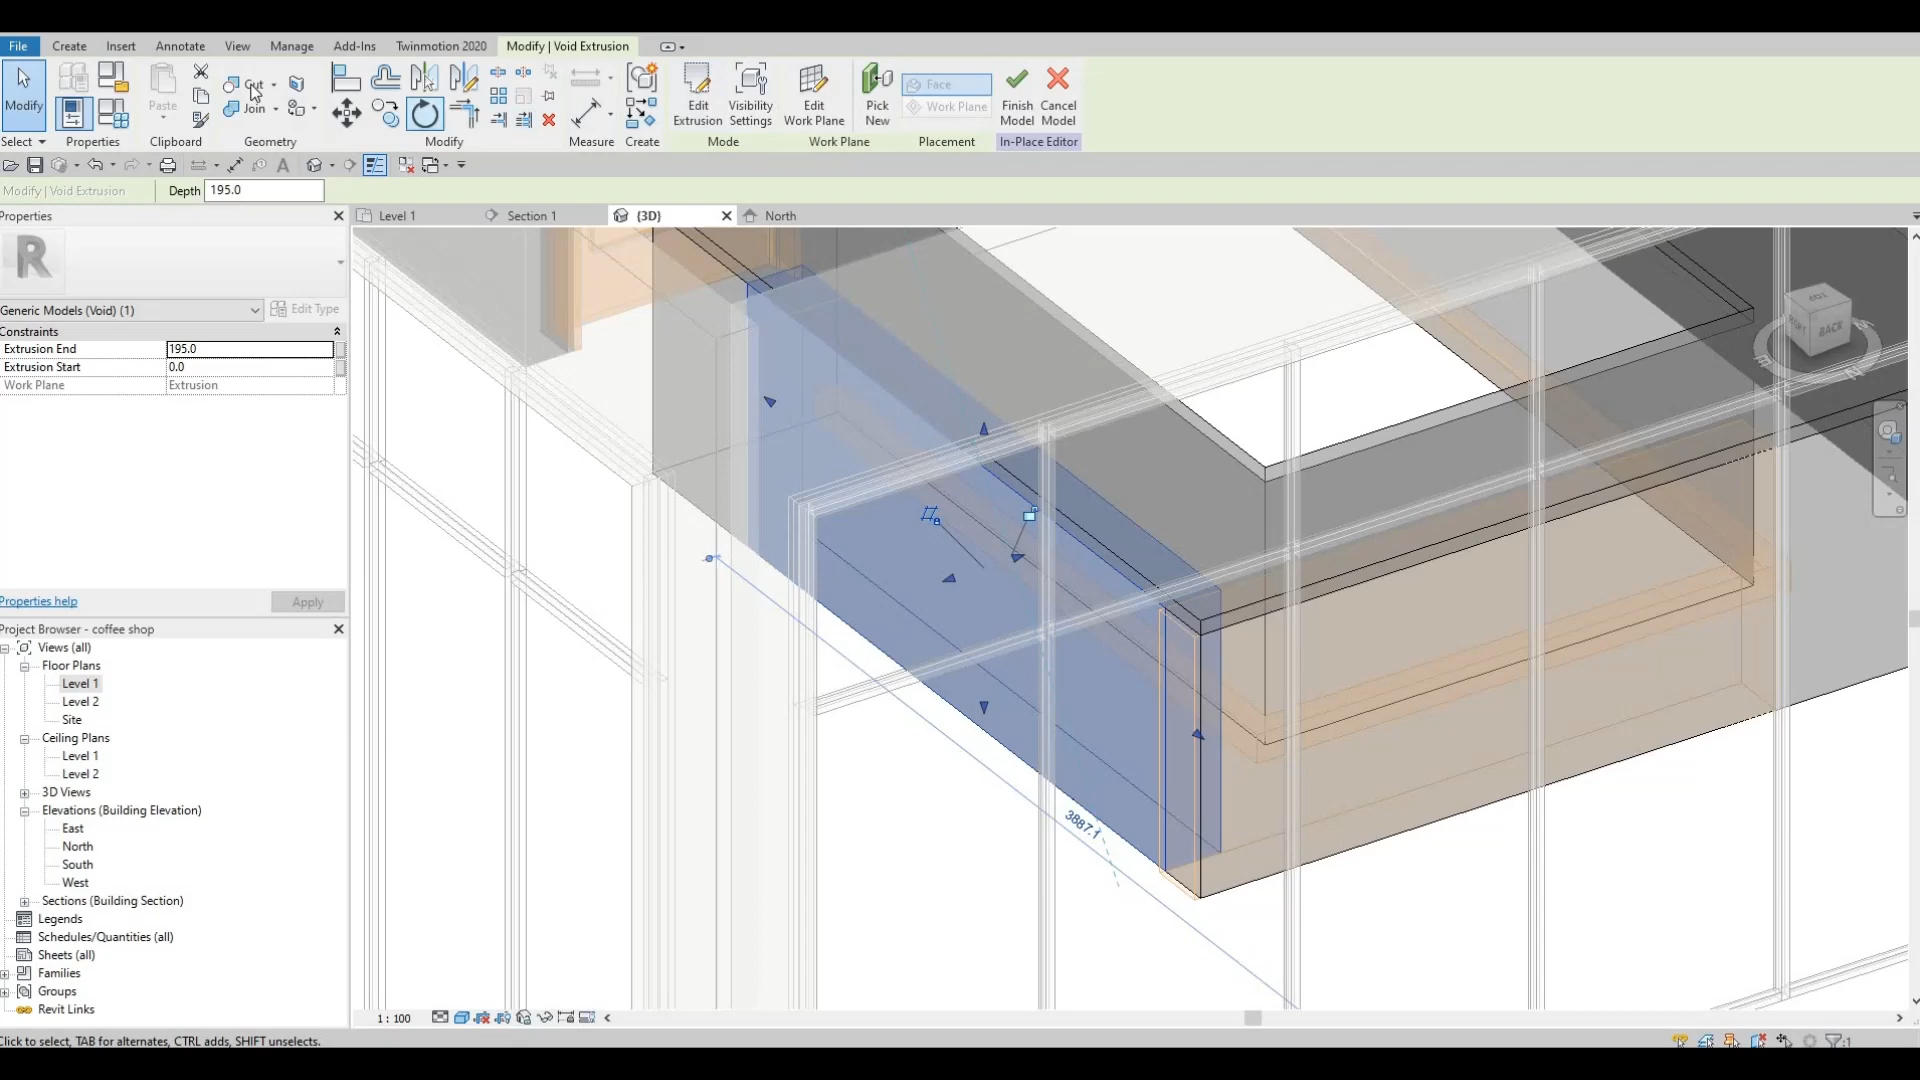 File Create Insert Annotate View Manage Add-Ins Twinmotion 2020 Modify | Void Extrusion
Modify Paste Cut Join Edit Extrusion Visibility Settings Edit Work Plane Pick New Face Work Plane Finish Model Cancel Model
Select Properties Clipboard Geometry Modify Measure Create Mode Work Plane Placement In-Place Editor
Modify | Void Extrusion Depth 195.0
Properties
Level 1 Section 1 {3D} North
R
Generic Models (Void) (1) Edit Type
Constraints
Extrusion End 195.0
Extrusion Start 0.0
Work Plane Extrusion
TOP
BACK
3887.1
Properties help Apply
Project Browser - coffee shop
Views (all)
Floor Plans
Level 1
Level 2
Site
Ceiling Plans
Level 1
Level 2
3D Views
Elevations (Building Elevation)
East
North
South
West
Sections (Building Section)
Legends
Schedules/Quantities (all)
Sheets (all)
Families
Groups
Revit Links
1 : 100
Click to select, TAB for alternates, CTRL adds, SHIFT unselects.
:1